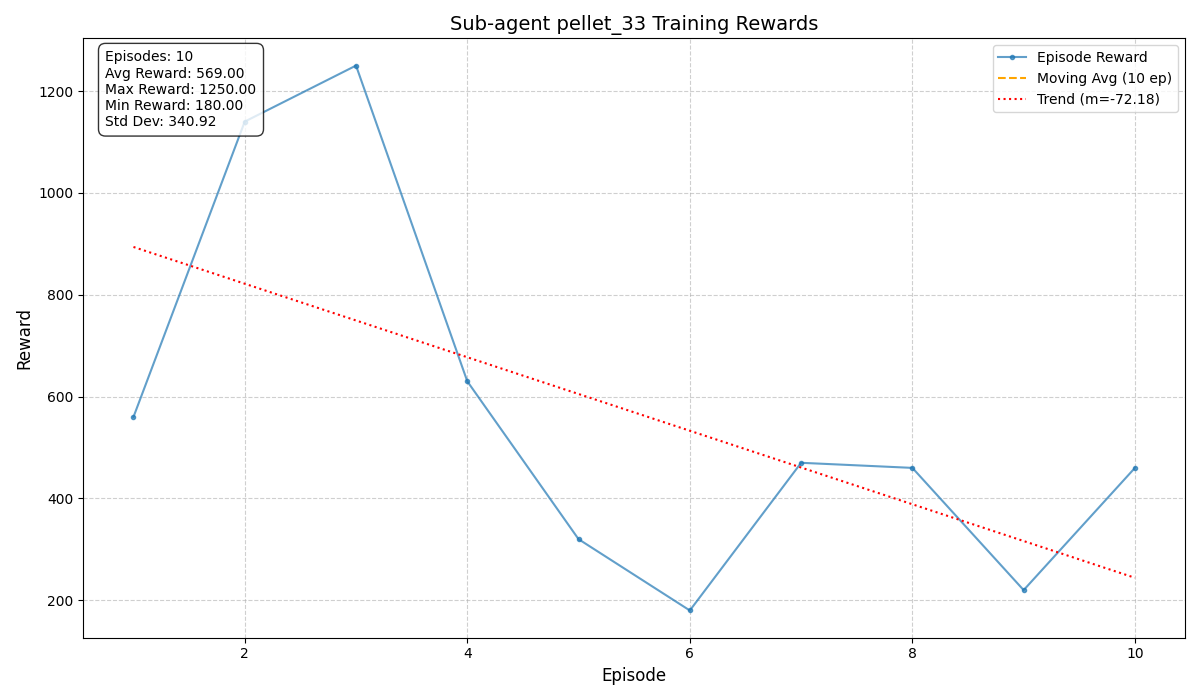 Sub-agent pellet_33 Training Rewards
Episodes: 10
Avg Reward: 569.00
Max Reward: 1250.00
Min Reward: 180.00
Std Dev: 340.92
Episode Reward
Moving Avg (10 ep)
Trend (m=-72.18)
Reward
1200
1000
800
600
400
200
2 4 6 8 10
Episode